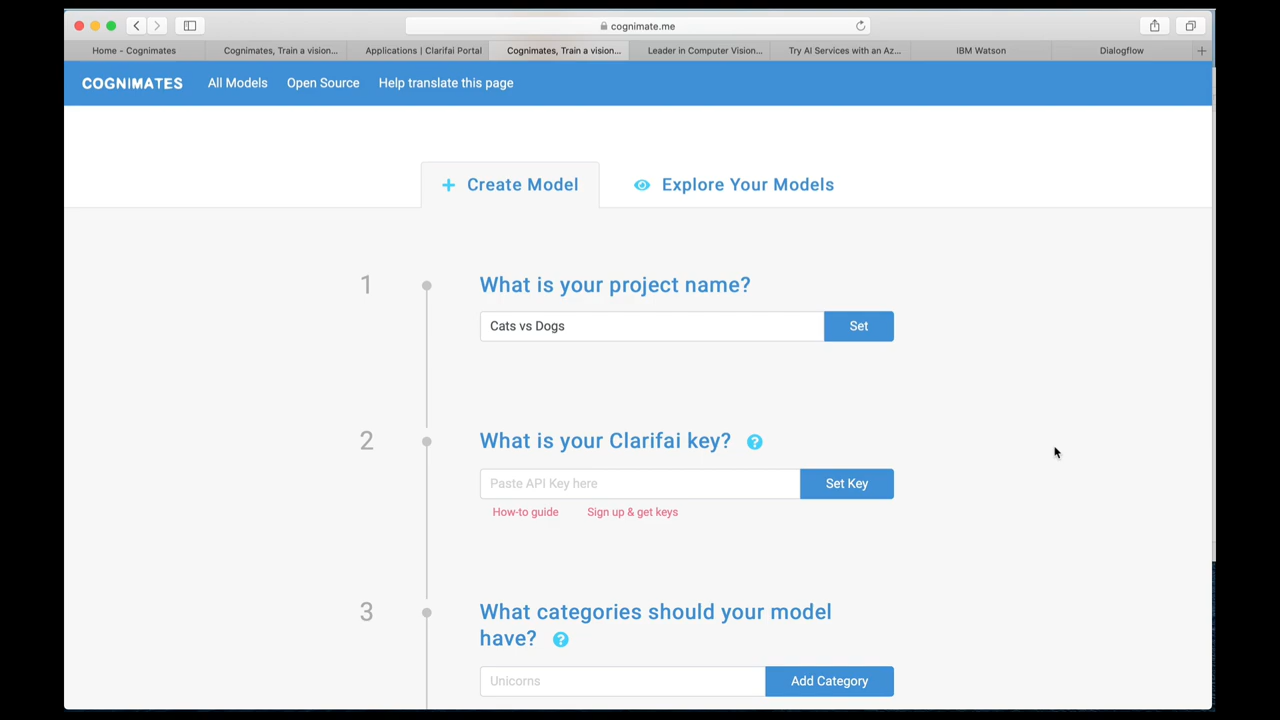 cognimate.me
Home - Cognimates
Cognimates, Train a vision...
Applications | Clarifai Portal
Cognimates, Train a vision...
Leader in Computer Vision...
Try AI Services with an Az...
IBM Watson
Dialogflow
COGNIMATES All Models Open Source Help translate this page
+ Create Model
Explore Your Models
1 What is your project name?
Cats vs Dogs Set
2 What is your Clarifai key? ?
Paste API Key here Set Key
How-to guide Sign up & get keys
3 What categories should your model
have? ?
Unicorns Add Category